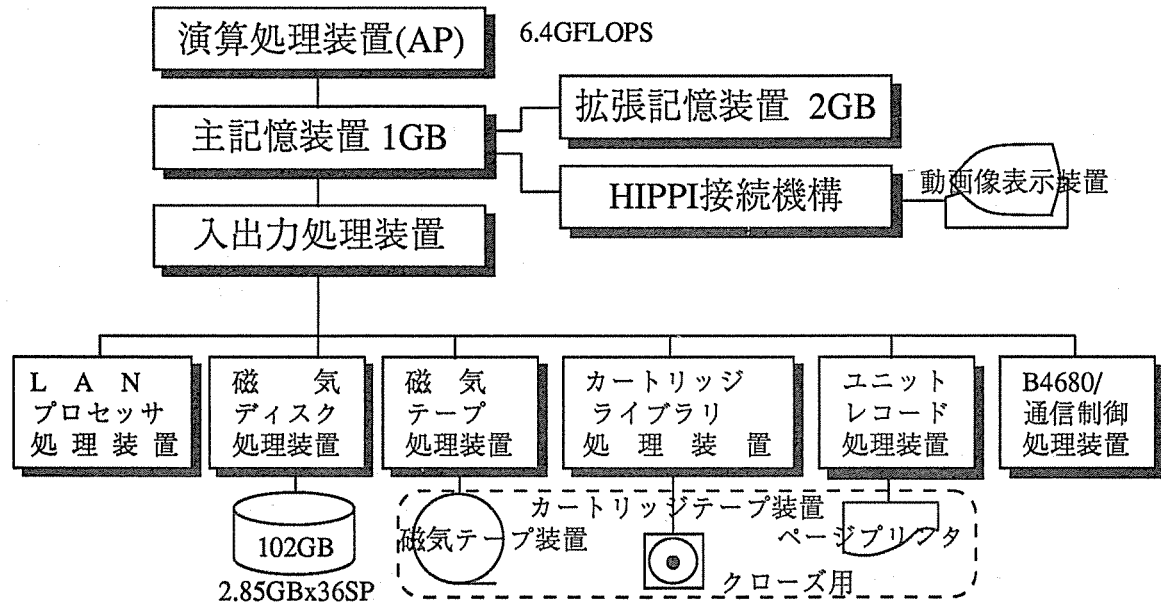 演算処理装置(AP)
6.4GFLOPS
主記憶装置 1GB
拡張記憶装置 2GB
HIPPI接続機構
動画像表示装置
入出力処理装置
L A N
プロセッサ
処 理 装 置
磁 気
ディスク
処理装置
磁 気
テープ
処理装置
カートリッジ
ライブラリ
処 理 装 置
ユニット
レコード
処理装置
B4680/
通信制御
処理装置
102GB
2.85GBx36SP
カートリッジテープ装置
磁気テープ装置
ページプリンタ
クローズ用